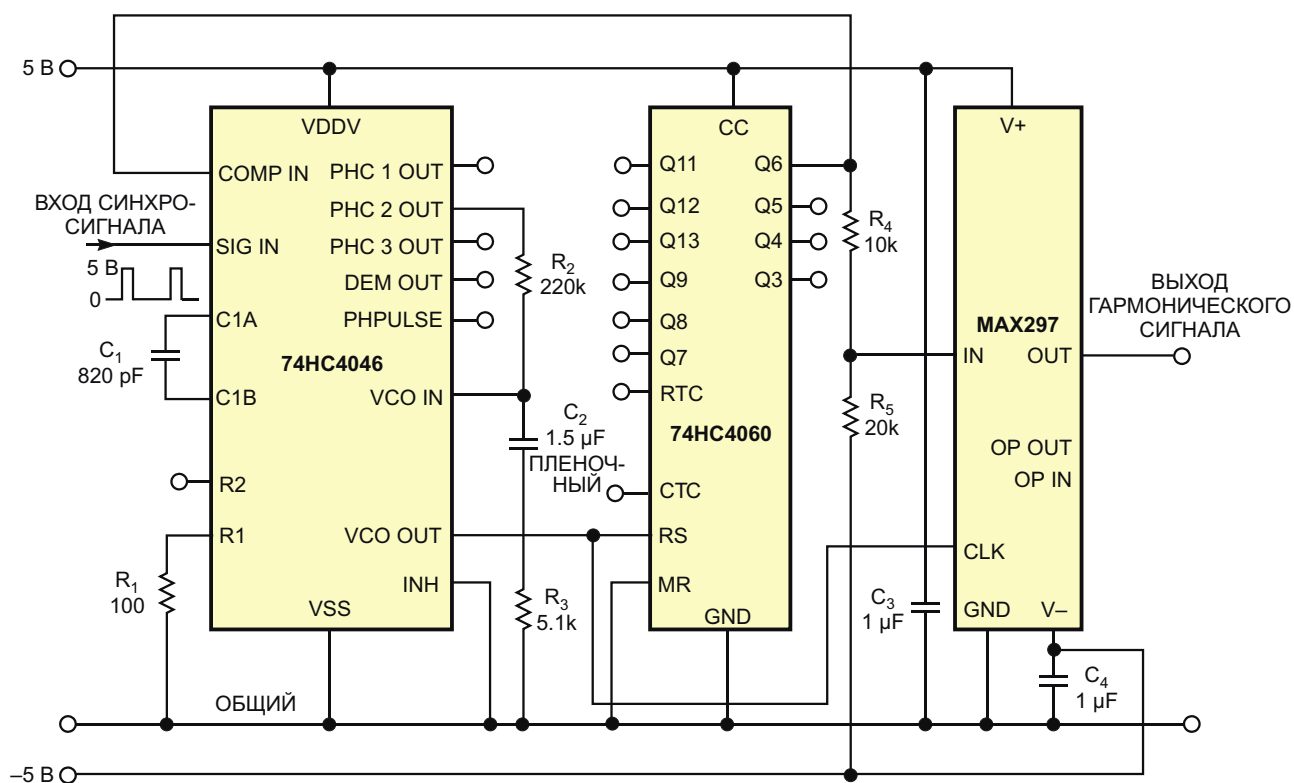 5 В
VDDV
CC
V+
COMP IN
PHC 1 OUT
Q11
Q6
ВХОД СИНХРО-
СИГНАЛА
PHC 2 OUT
Q12
Q5
R4
10k
SIG IN
PHC 3 OUT
Q13
Q4
R2
220k
5 В
0
DEM OUT
Q9
Q3
ВЫХОД
ГАРМОНИЧЕСКОГО
СИГНАЛА
C1A
PHPULSE
Q8
MAX297
C1
820 pF
74HC4046
Q7
IN
OUT
C1B
VCO IN
RTC
R5
20k
C2
1.5 µF
ПЛЕНОЧ-
НЫЙ
74HC4060
OP OUT
OP IN
R2
CTC
R1
VCO OUT
RS
CLK
R1
100
INH
MR
R3
5.1k
C3
1 µF
VSS
GND
GND
V–
C4
1 µF
ОБЩИЙ
–5 В